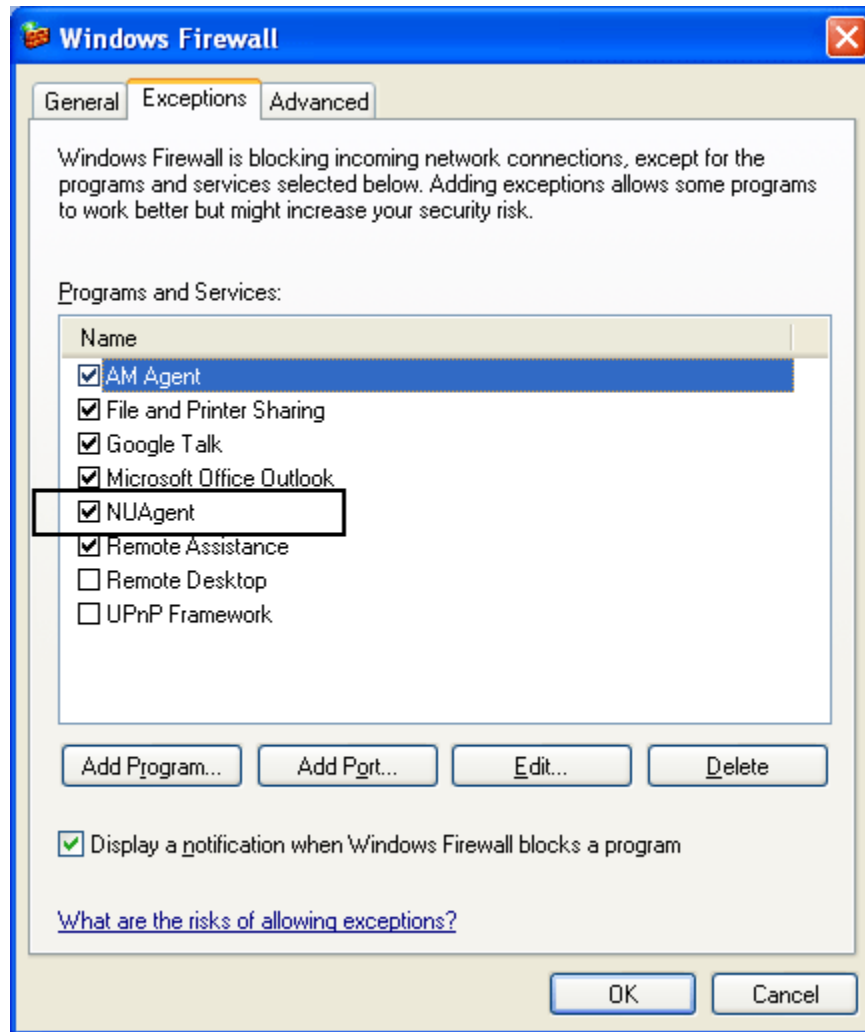 Windows Firewall
General Exceptions Advanced
Windows Firewall is blocking incoming network connections, except for the
programs and services selected below. Adding exceptions allows some programs
to work better but might increase your security risk.
Programs and Services:
Name
AM Agent
File and Printer Sharing
Google Talk
Microsoft Office Outlook
NUAgent
Remote Assistance
Remote Desktop
UPnP Framework
Add Program... Add Port... Edit... Delete
Display a notification when Windows Firewall blocks a program
What are the risks of allowing exceptions?
OK Cancel